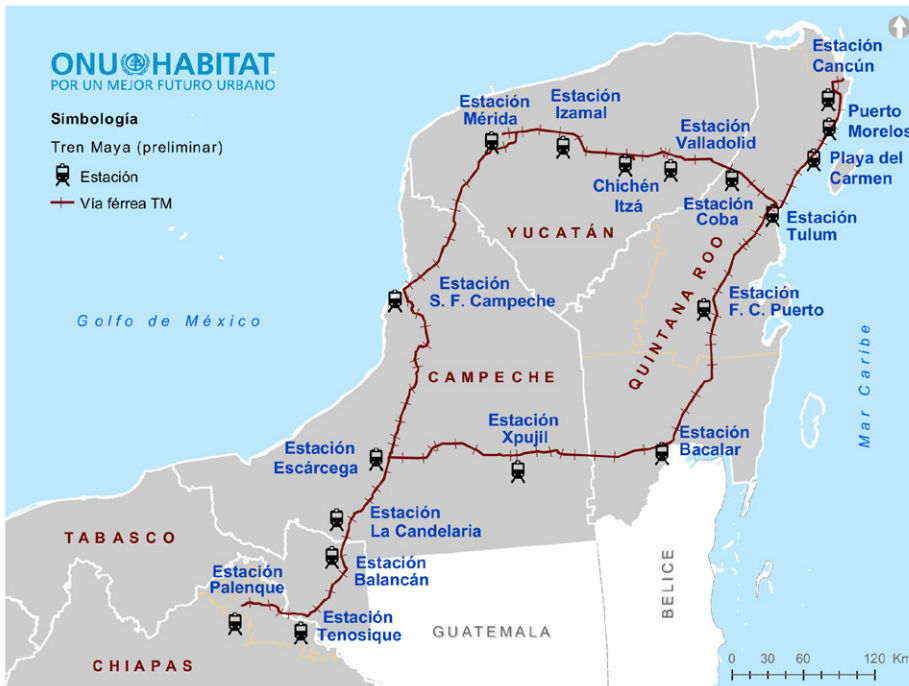 ONU HABITAT
POR UN MEJOR FUTURO URBANO
Simbología
Tren Maya (preliminar)
Estación
Vía férrea TM
Estación
Cancún
Puerto
Morelos
Playa del
Carmen
Estación
Mérida
Estación
Izamal
Estación
Valladolid
Chichén
Itzá
Estación
Coba
Estación
Tulum
YUCATÁN
QUINTANA ROO
Estación
S. F. Campeche
Estación
F. C. Puerto
Golfo de México
Mar Caribe
CAMPECHE
Estación
Xpujil
Estación
Escárcega
Estación
Bacalar
Estación
La Candelaria
TABASCO
Estación
Balancán
Estación
Palenque
Estación
Tenosique
GUATEMALA
BELICE
CHIAPAS
0 30 60 120 Km